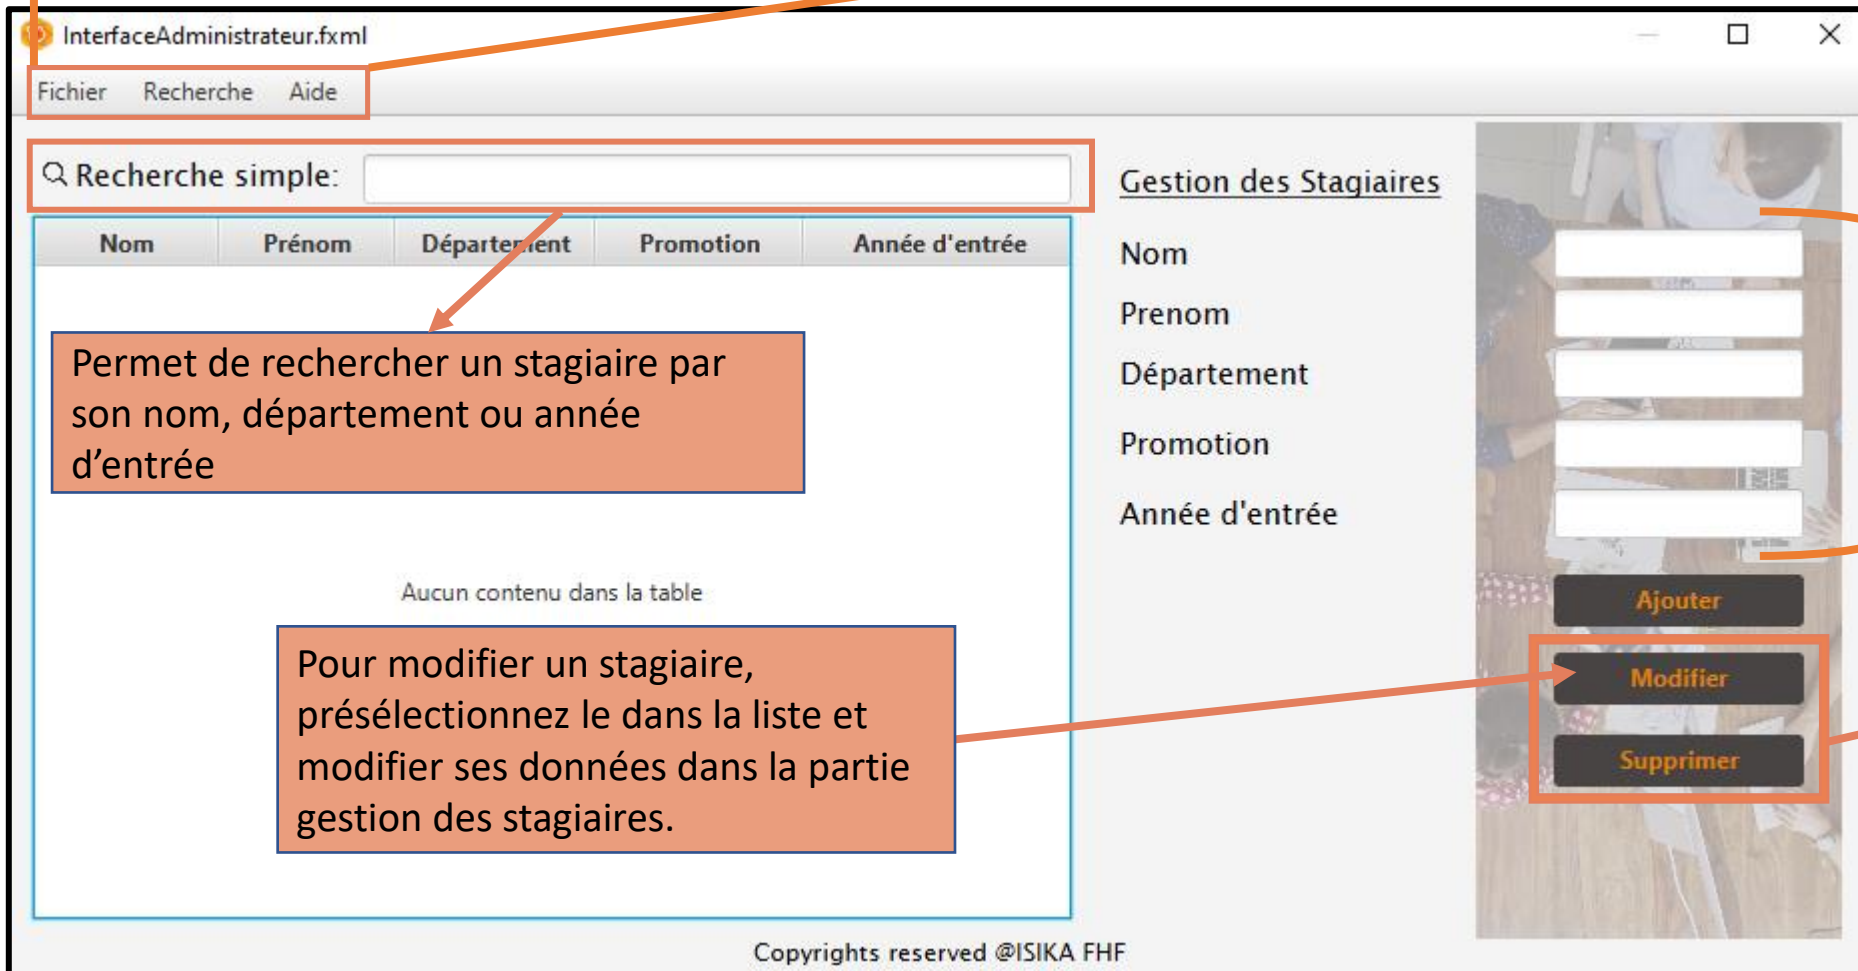 InterfaceAdministrateur.fxml
Fichier Recherche Aide
Recherche simple:
Nom Prénom Département Promotion Année d'entrée
Permet de rechercher un stagiaire par
son nom, département ou année
d’entrée
Aucun contenu dans la table
Pour modifier un stagiaire,
présélectionnez le dans la liste et
modifier ses données dans la partie
gestion des stagiaires.
Gestion des Stagiaires
Nom
Prenom
Département
Promotion
Année d'entrée
Ajouter
Modifier
Supprimer
Copyrights reserved @ISIKA FHF